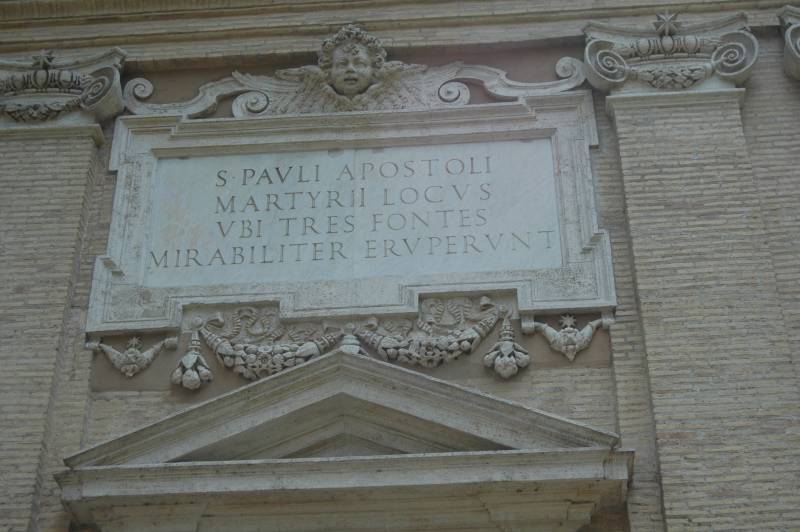 S·PAVLI APOSTOLI
MARTYRII LOCVS
VBI TRES FONTES
MIRABILITER ERVPERVNT